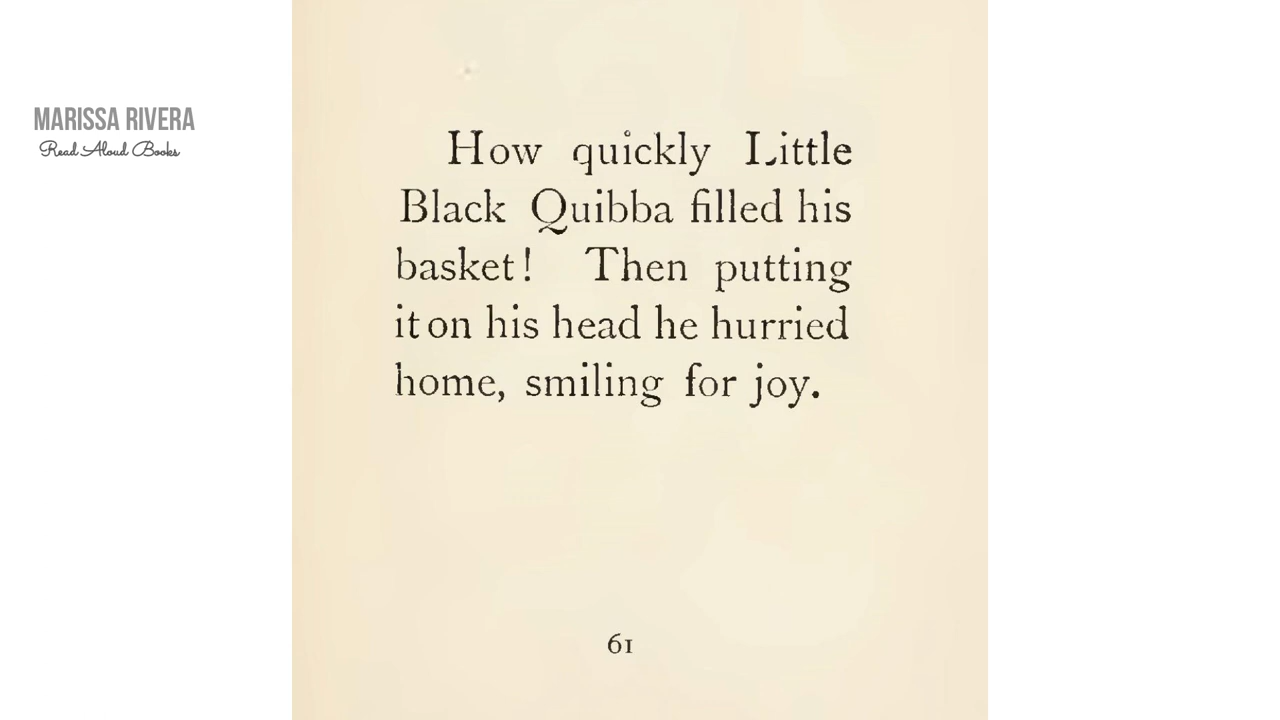 MARISSA RIVERA
Read Aloud Books
How quickly Little
Black Quibba filled his
basket! Then putting
it on his head he hurried
home, smiling for joy.
61